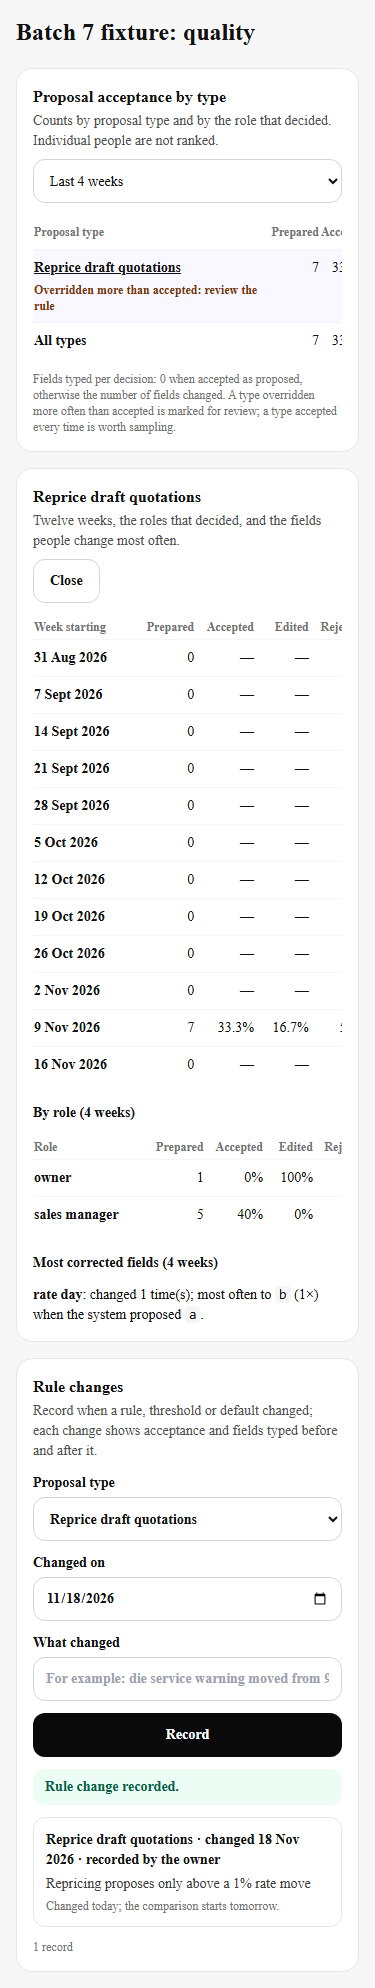 Batch 7 fixture: quality
Proposal acceptance by type
Counts by proposal type and by the role that decided.
Individual people are not ranked.
Last 4 weeks
Proposal type Prepared
Reprice draft quotations 7
Overridden more than accepted: review the
rule
All types 7
Fields typed per decision: 0 when accepted as proposed,
otherwise the number of fields changed. A type overridden
more often than accepted is marked for review; a type accepted
every time is worth sampling.
Reprice draft quotations
Twelve weeks, the roles that decided, and the fields
people change most often.
Close
Week starting Prepared Accepted Edited
31 Aug 2026 0 — —
7 Sept 2026 0 — —
14 Sept 2026 0 — —
21 Sept 2026 0 — —
28 Sept 2026 0 — —
5 Oct 2026 0 — —
12 Oct 2026 0 — —
19 Oct 2026 0 — —
26 Oct 2026 0 — —
2 Nov 2026 0 — —
9 Nov 2026 7 33.3% 16.7%
16 Nov 2026 0 — —
By role (4 weeks)
Role Prepared Accepted Edited
owner 1 0% 100%
sales manager 5 40% 0%
Most corrected fields (4 weeks)
rate day: changed 1 time(s); most often to b (1×)
when the system proposed a .
Rule changes
Record when a rule, threshold or default changed;
each change shows acceptance and fields typed before
and after it.
Proposal type
Reprice draft quotations
Changed on
11/18/2026
What changed
For example: die service warning moved from 9
Record
Rule change recorded.
Reprice draft quotations · changed 18 Nov
2026 · recorded by the owner
Repricing proposes only above a 1% rate move
Changed today; the comparison starts tomorrow.
1 record